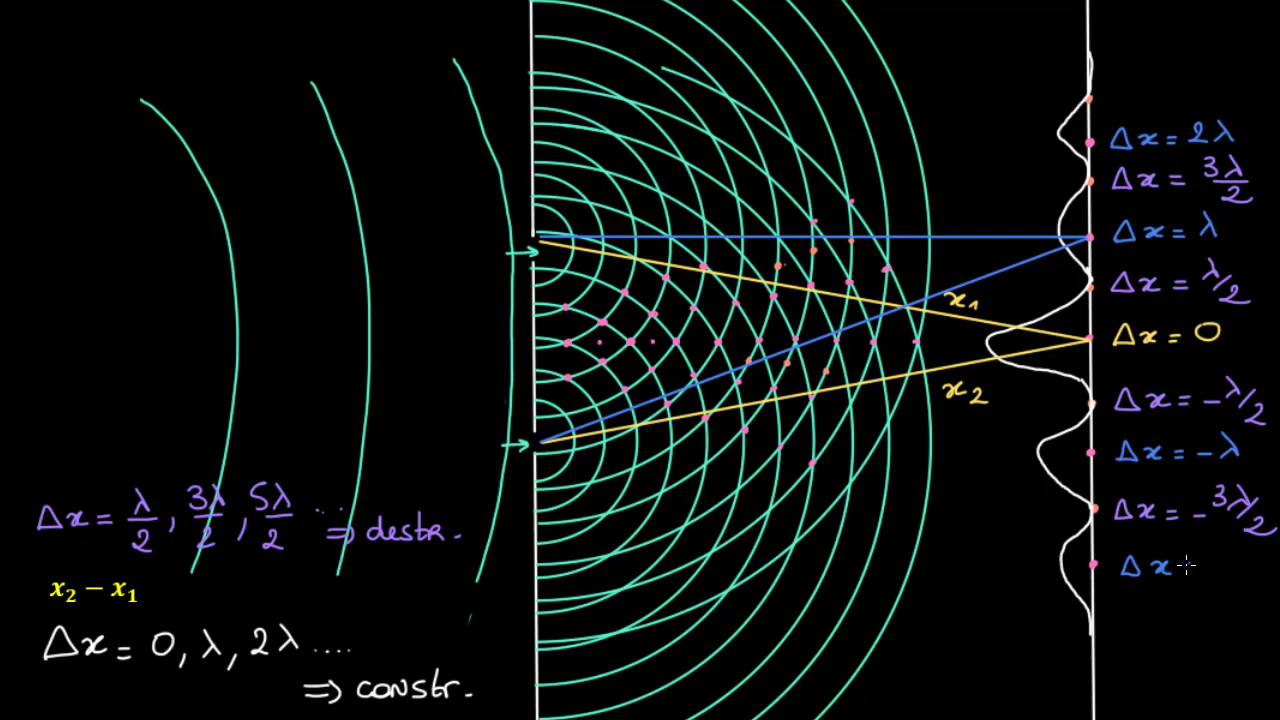 Δx = 2λ
Δx = 3λ/2
Δx = λ
Δx = λ/2
x₁
Δx = 0
x₂
Δx = -λ/2
Δx = -λ
Δx = -3λ/2
Δx
Δx = λ/2, 3λ/2, 5λ/2 ... ⇒ destr.
x₂ − x₁
Δx = 0, λ, 2λ ....
⇒ constr.